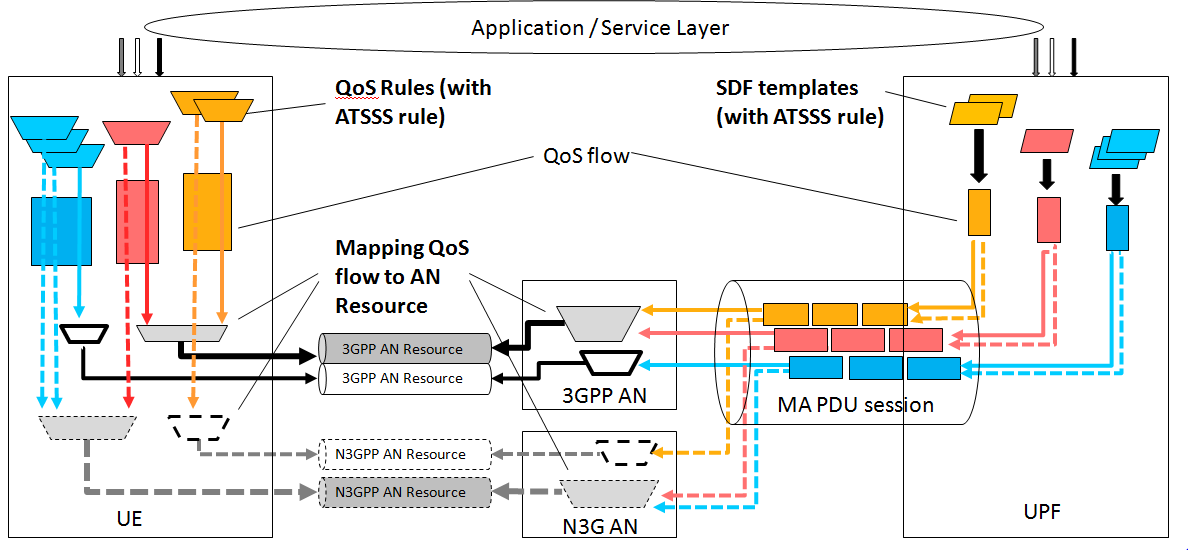 Application / Service Layer
QoS Rules (with
ATSSS rule)
SDF templates
(with ATSSS rule)
QoS flow
Mapping QoS
flow to AN
Resource
3GPP AN Resource
3GPP AN Resource
3GPP AN
MA PDU session
N3GPP AN Resource
N3GPP AN Resource
UE
N3G AN
UPF